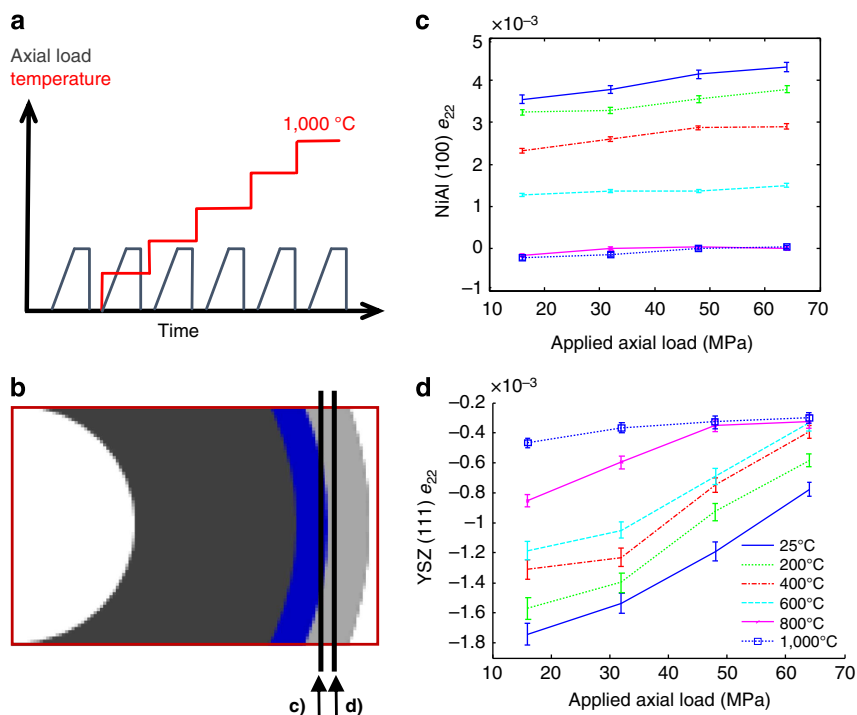 a
Axial load
temperature
1,000 °C
Time
b
c) d)
c
×10⁻³
5
4
3
2
1
0
−1
NiAl (100) e₂₂
10 20 30 40 50 60 70
Applied axial load (MPa)
d
×10⁻³
−0.2
−0.4
−0.6
−0.8
−1
−1.2
−1.4
−1.6
−1.8
YSZ (111) e₂₂
25°C
200°C
400°C
600°C
800°C
1,000°C
10 20 30 40 50 60 70
Applied axial load (MPa)